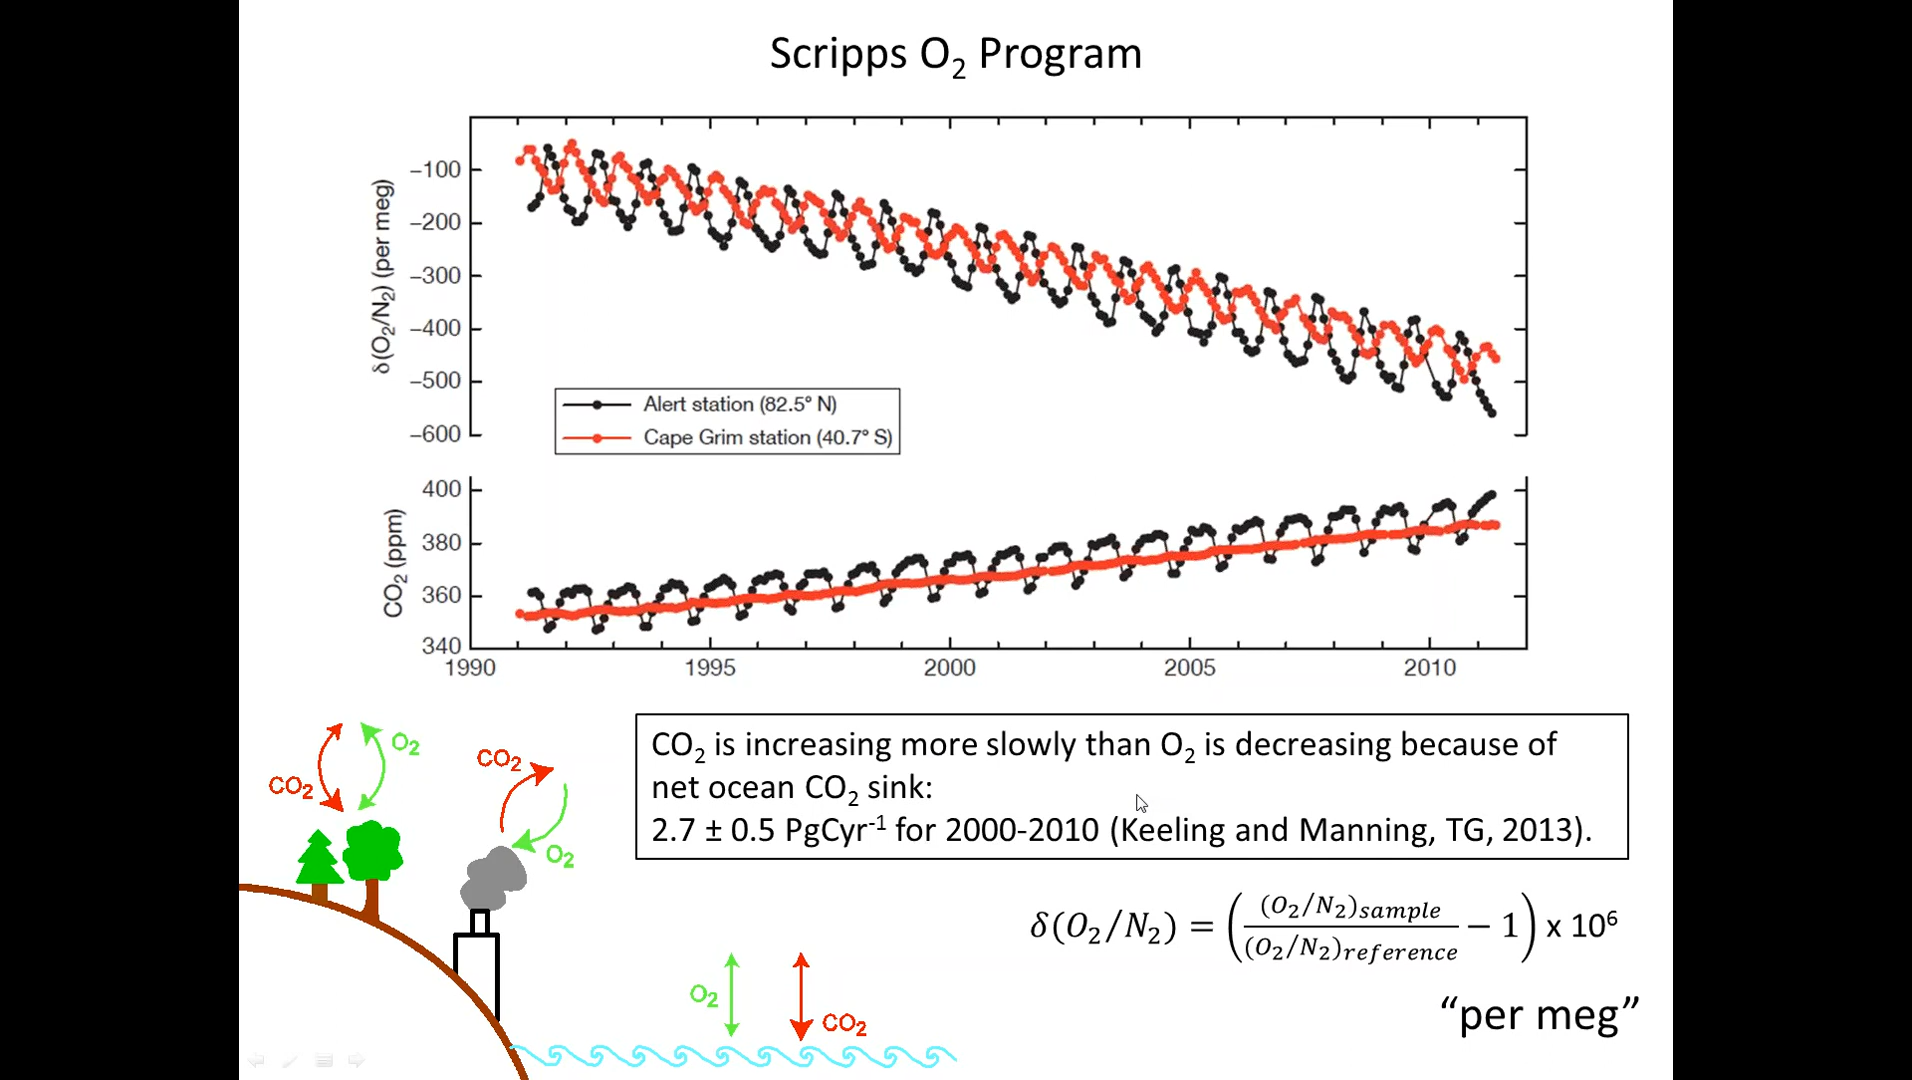 Scripps O₂ Program
δ(O₂/N₂) (per meg)
−100
−200
−300
−400
−500
−600
Alert station (82.5° N)
Cape Grim station (40.7° S)
CO₂ (ppm)
400
380
360
340
1990 1995 2000 2005 2010
CO₂ is increasing more slowly than O₂ is decreasing because of
net ocean CO₂ sink:
2.7 ± 0.5 PgCyr⁻¹ for 2000-2010 (Keeling and Manning, TG, 2013).
O₂
CO₂
CO₂
O₂
O₂
CO₂
δ(O₂/N₂) = ((O₂/N₂)sample / (O₂/N₂)reference − 1) x 10⁶
“per meg”